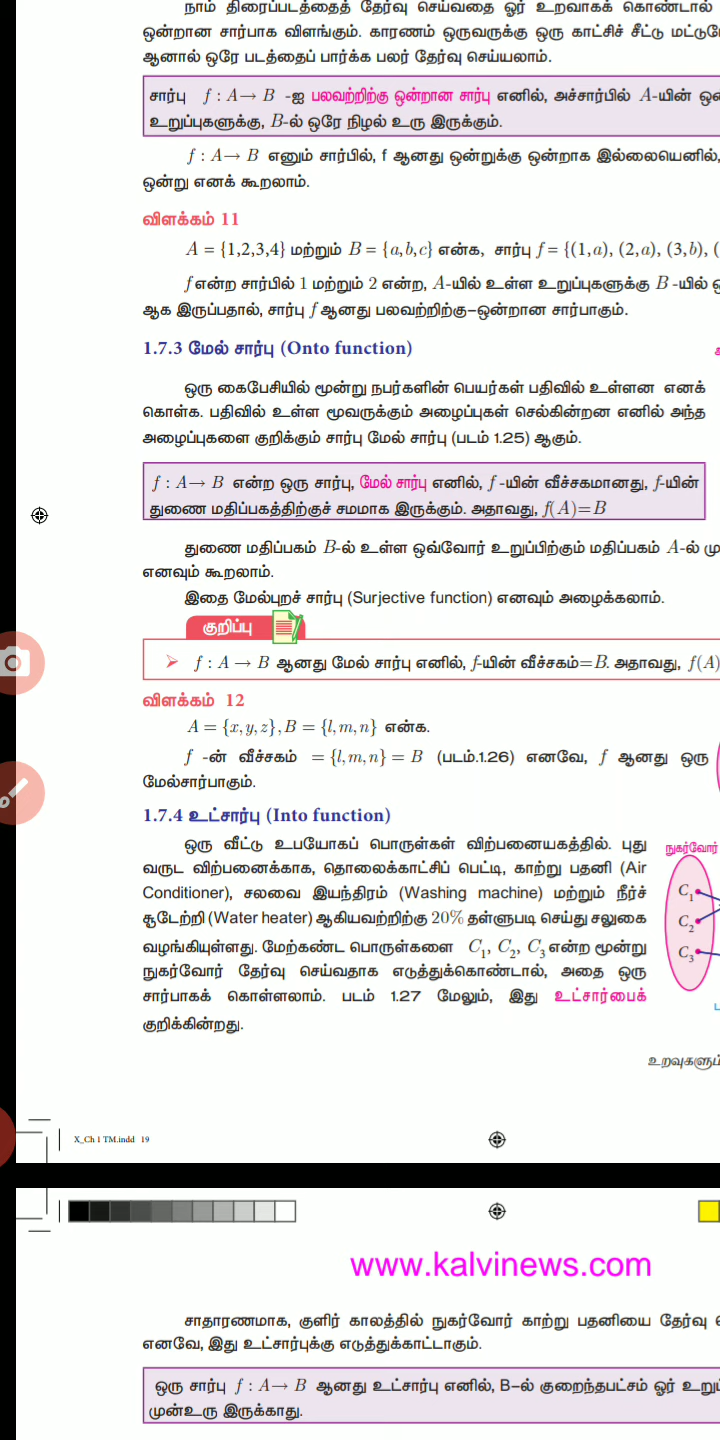 நாம் திரைப்படத்தைத் தேர்வு செய்வதை ஓர் உறவாகக் கொண்டால்
ஒன்றான சார்பாக விளங்கும். காரணம் ஒருவருக்கு ஒரு காட்சிச் சீட்டு
ஆனால் ஒரே படத்தைப் பார்க்க பலர் தேர்வு செய்யலாம்.
சார்பு f : A→ B -ஐ பலவற்றிற்கு ஒன்றான சார்பு எனில், அச்சார்பில் A-யின்
உறுப்புகளுக்கு, B-ல் ஒரே நிழல் உரு இருக்கும்.
f : A→ B எனும் சார்பில், f ஆனது ஒன்றுக்கு ஒன்றாக இல்லையெனில்,
ஒன்று எனக் கூறலாம்.
விளக்கம் 11
A = {1,2,3,4} மற்றும் B = {a,b,c} என்க, சார்பு f = {(1,a), (2,a), (3,b), (
f என்ற சார்பில் 1 மற்றும் 2 என்ற, A-யில் உள்ள உறுப்புகளுக்கு B -யில்
ஆக இருப்பதால், சார்பு f ஆனது பலவற்றிற்கு–ஒன்றான சார்பாகும்.
1.7.3 மேல் சார்பு (Onto function)
ஒரு கைபேசியில் மூன்று நபர்களின் பெயர்கள் பதிவில் உள்ளன எனக்
கொள்க. பதிவில் உள்ள மூவருக்கும் அழைப்புகள் செல்கின்றன எனில் அந்த
அழைப்புகளை குறிக்கும் சார்பு மேல் சார்பு (படம் 1.25) ஆகும்.
f : A→ B என்ற ஒரு சார்பு, மேல் சார்பு எனில், f -யின் வீச்சகமானது, f-யின்
துணை மதிப்பகத்திற்குச் சமமாக இருக்கும். அதாவது, f(A)=B
துணை மதிப்பகம் B-ல் உள்ள ஒவ்வோர் உறுப்பிற்கும் மதிப்பகம் A-ல்
எனவும் கூறலாம்.
இதை மேல்புறச் சார்பு (Surjective function) எனவும் அழைக்கலாம்.
குறிப்பு
➢ f : A → B ஆனது மேல் சார்பு எனில், f-யின் வீச்சகம்=B. அதாவது, f(A)
விளக்கம் 12
A = {x,y,z}, B = {l,m,n} என்க.
f -ன் வீச்சகம் = {l,m,n} = B (படம்.1.26) எனவே, f ஆனது ஒரு
மேல்சார்பாகும்.
1.7.4 உட்சார்பு (Into function)
ஒரு வீட்டு உபயோகப் பொருள்கள் விற்பனையகத்தில். புது
வருட விற்பனைக்காக, தொலைக்காட்சிப் பெட்டி, காற்று பதனி (Air
Conditioner), சலவை இயந்திரம் (Washing machine) மற்றும் நீர்ச்
சூடேற்றி (Water heater) ஆகியவற்றிற்கு 20% தள்ளுபடி செய்து சலுகை
வழங்கியுள்ளது. மேற்கண்ட பொருள்களை C₁, C₂, C₃ என்ற மூன்று
நுகர்வோர் தேர்வு செய்வதாக எடுத்துக்கொண்டால், அதை ஒரு
சார்பாகக் கொள்ளலாம். படம் 1.27 மேலும், இது உட்சார்பைக்
குறிக்கின்றது.
நுகர்வோர்
C₁
C₂
C₃
உறவுகளும்
X_Ch 1 TM.indd 19
www.kalvinews.com
சாதாரணமாக, குளிர் காலத்தில் நுகர்வோர் காற்று பதனியை தேர்வு
எனவே, இது உட்சார்புக்கு எடுத்துக்காட்டாகும்.
ஒரு சார்பு f : A→ B ஆனது உட்சார்பு எனில், B–ல் குறைந்தபட்சம் ஓர்
முன்உரு இருக்காது.